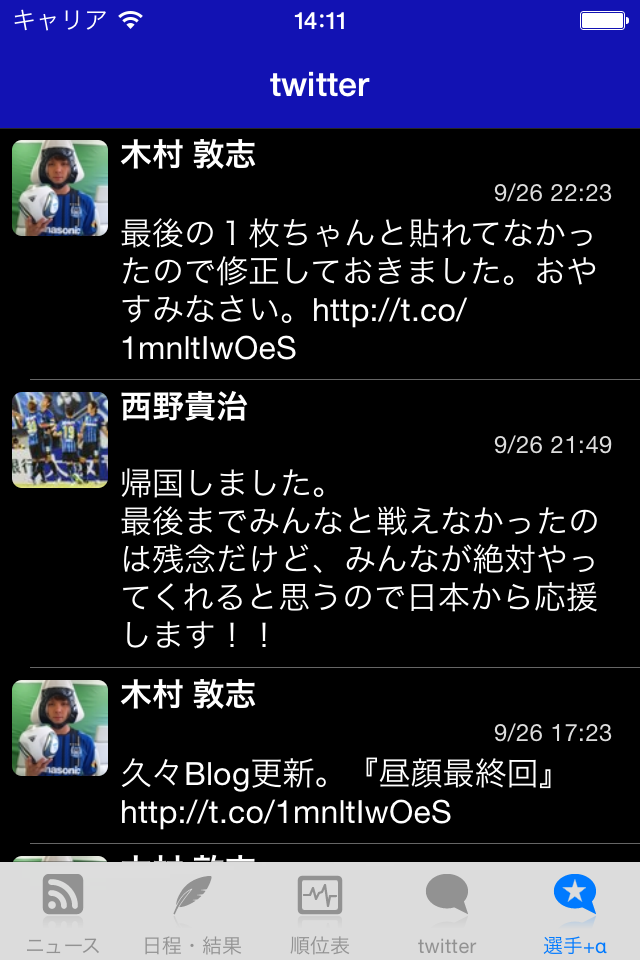 キャリア 14:11
twitter
木村 敦志
9/26 22:23
最後の１枚ちゃんと貼れてなかっ
たので修正しておきました。おや
すみなさい。http://t.co/
1mnltIwOeS
西野貴治
9/26 21:49
帰国しました。
最後までみんなと戦えなかったの
は残念だけど、みんなが絶対やっ
てくれると思うので日本から応援
します！！
木村 敦志
9/26 17:23
久々Blog更新。『昼顔最終回』
http://t.co/1mnltIwOeS
木村 敦志
ニュース 日程・結果 順位表 twitter 選手+α